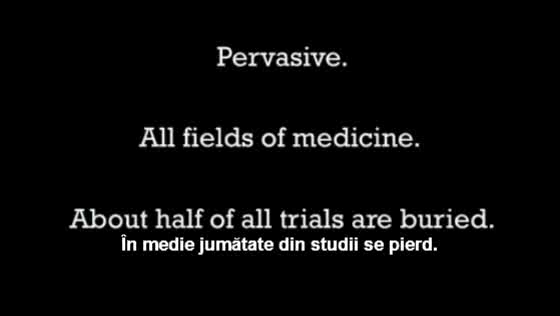 Pervasive.
All fields of medicine.
About half of all trials are buried.
În medie jumătate din studii se pierd.